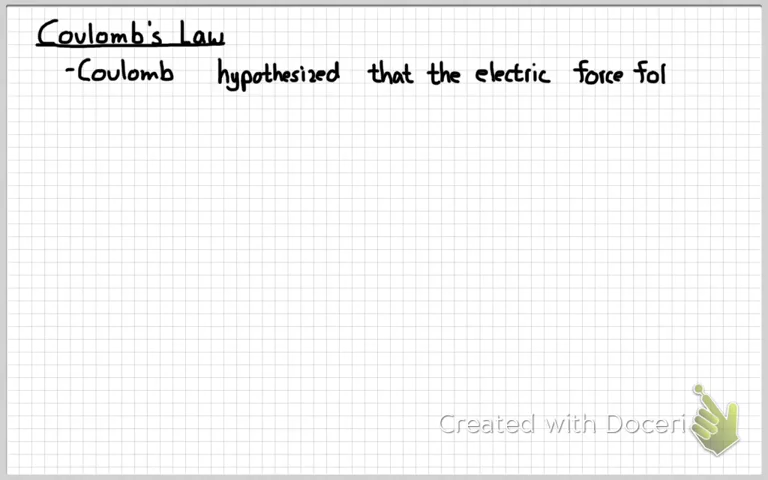 Coulomb's Law
-Coulomb hypothesized that the electric force fol
Created with Doceri